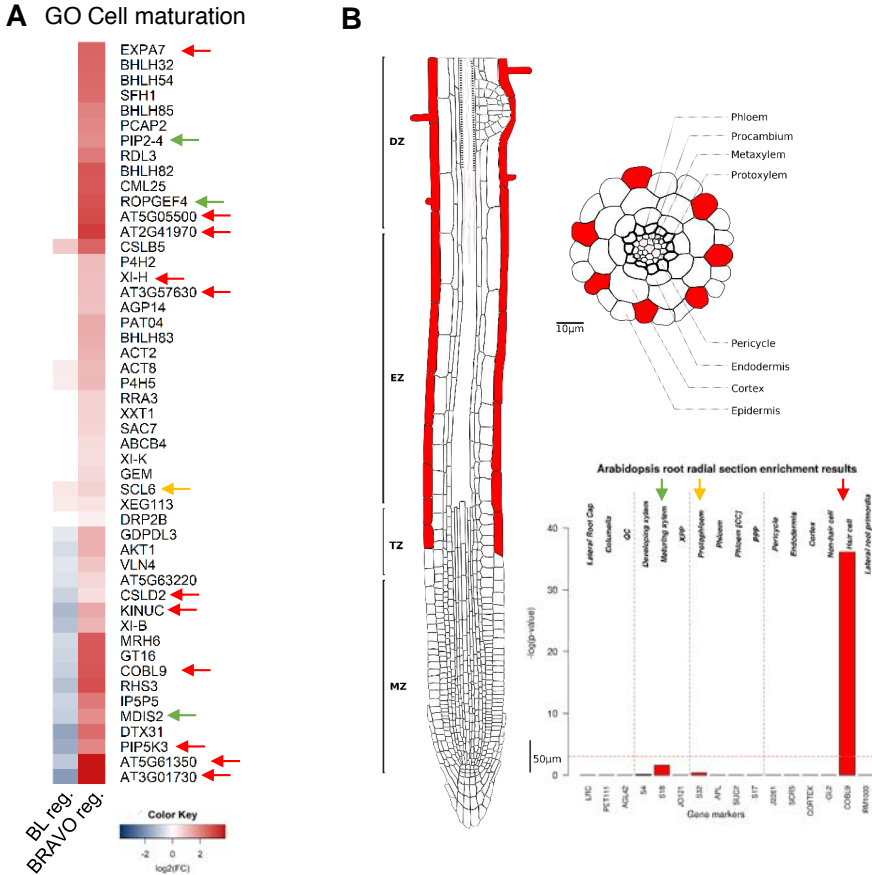 A GO Cell maturation
B
EXPA7
BHLH32
BHLH54
SFH1
BHLH85
PCAP2
PIP2-4
RDL3
BHLH82
CML25
ROPGEF4
AT5G05500
AT2G41970
CSLB5
P4H2
XI-H
AT3G57630
AGP14
PAT04
BHLH83
ACT2
ACT8
P4H5
RRA3
XXT1
SAC7
ABCB4
XI-K
GEM
SCL6
XEG113
DRP2B
GDPDL3
AKT1
VLN4
AT5G63220
CSLD2
KINUC
XI-B
MRH6
GT16
COBL9
RHS3
IP5P5
MDIS2
DTX31
PIP5K3
AT5G61350
AT3G01730
BL reg.
BRAVO reg.
Color Key
-2 0 2
log2(FC)
DZ
EZ
TZ
MZ
50µm
Phloem
Procambium
Metaxylem
Protoxylem
10µm
Pericycle
Endodermis
Cortex
Epidermis
Arabidopsis root radial section enrichment results
Lateral Root Cap
Columella
QC
Developing xylem
Maturing xylem
XPP
Protophloem
Phloem
Phloem [CC]
PPP
Pericycle
Endodermis
Cortex
Non-hair cell
Hair cell
Lateral root primordia
-log(p-value)
40
30
20
10
0
LRC
PET111
AGL42
S4
S18
JO121
S32
APL
SUC2
S17
J2261
SCR5
CORTEX
GL2
COBL9
RM1000
Gene markers